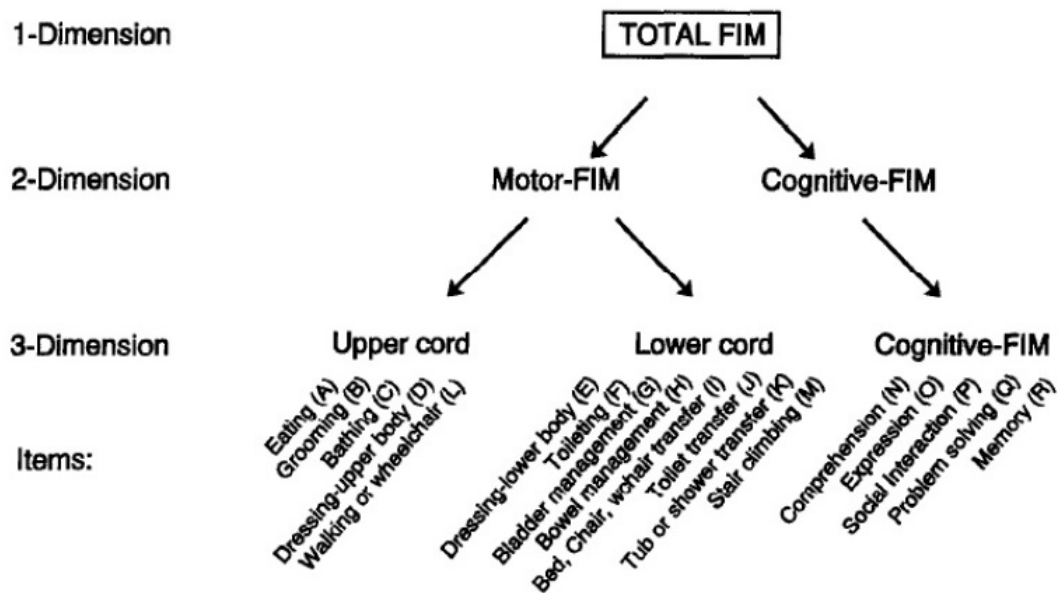 1-Dimension
TOTAL FIM
2-Dimension
Motor-FIM
Cognitive-FIM
3-Dimension
Upper cord
Lower cord
Cognitive-FIM
Items:
Eating (A)
Grooming (B)
Bathing (C)
Dressing-upper body (D)
Walking or wheelchair (L)
Dressing-lower body (E)
Toileting (F)
Bladder management (G)
Bowel management (H)
Bed, Chair, wchair transfer (I)
Toilet transfer (J)
Tub or shower transfer (K)
Stair climbing (M)
Comprehension (N)
Expression (O)
Social Interaction (P)
Problem solving (Q)
Memory (R)